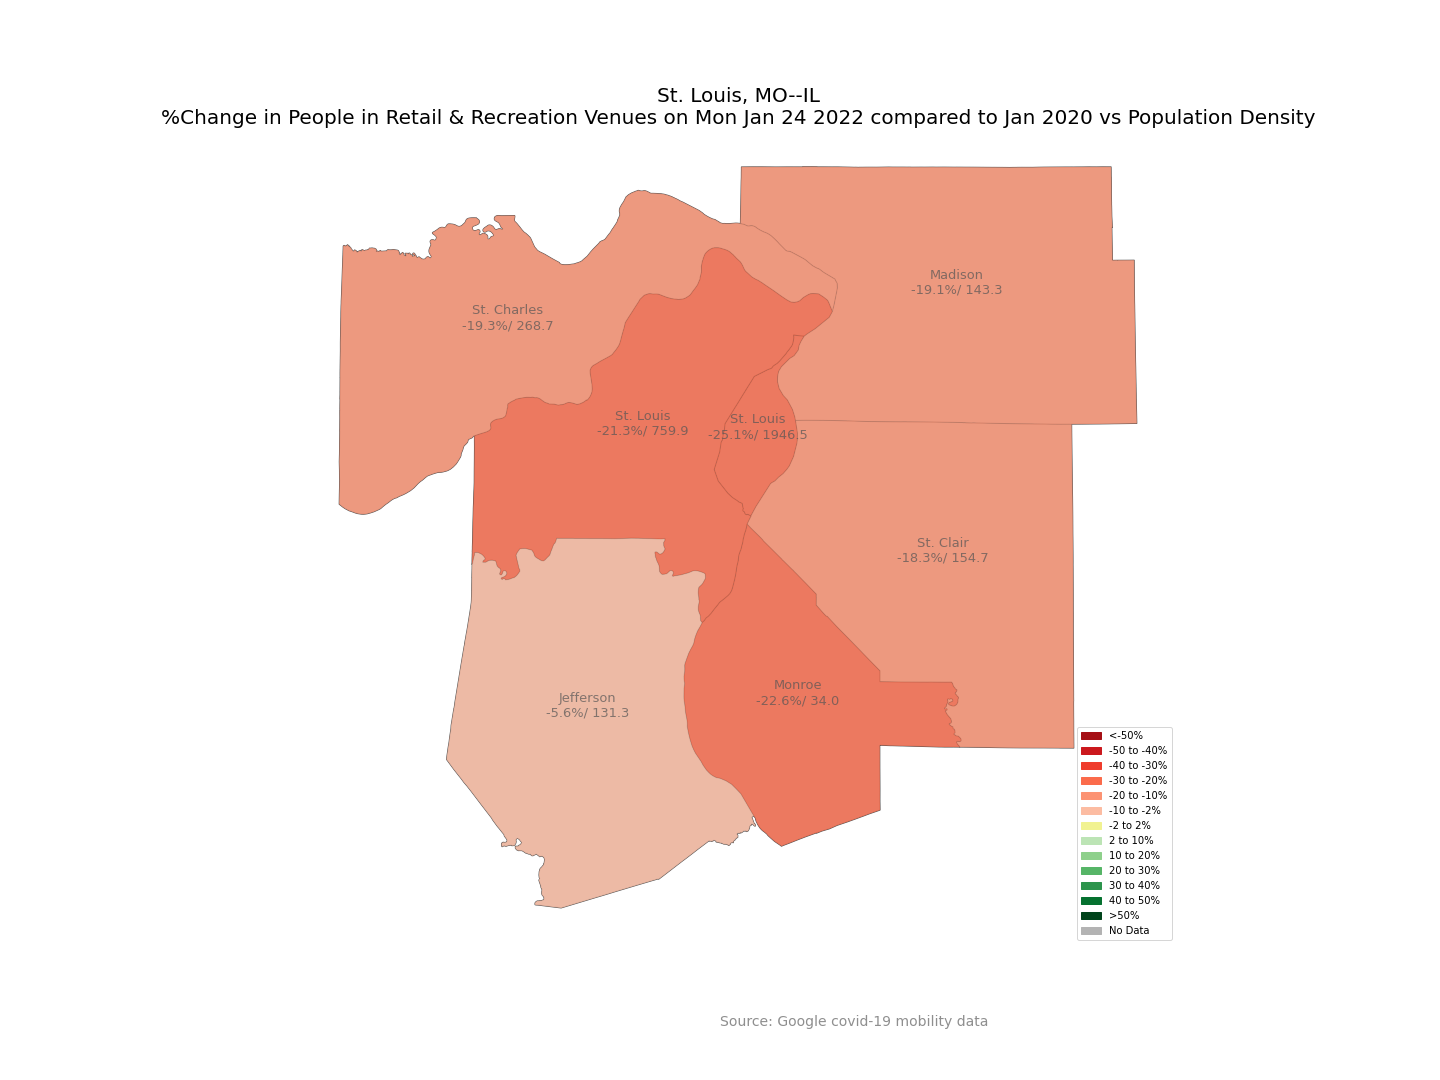 St. Louis, MO--IL
%Change in People in Retail & Recreation Venues on Mon Jan 24 2022 compared to Jan 2020 vs Population Density
Madison
-19.1%/ 143.3
St. Charles
-19.3%/ 268.7
St. Louis
-21.3%/ 759.9
St. Louis
-25.1%/ 1946.5
St. Clair
-18.3%/ 154.7
Monroe
-22.6%/ 34.0
Jefferson
-5.6%/ 131.3
<-50%
-50 to -40%
-40 to -30%
-30 to -20%
-20 to -10%
-10 to -2%
-2 to 2%
2 to 10%
10 to 20%
20 to 30%
30 to 40%
40 to 50%
>50%
No Data
Source: Google covid-19 mobility data